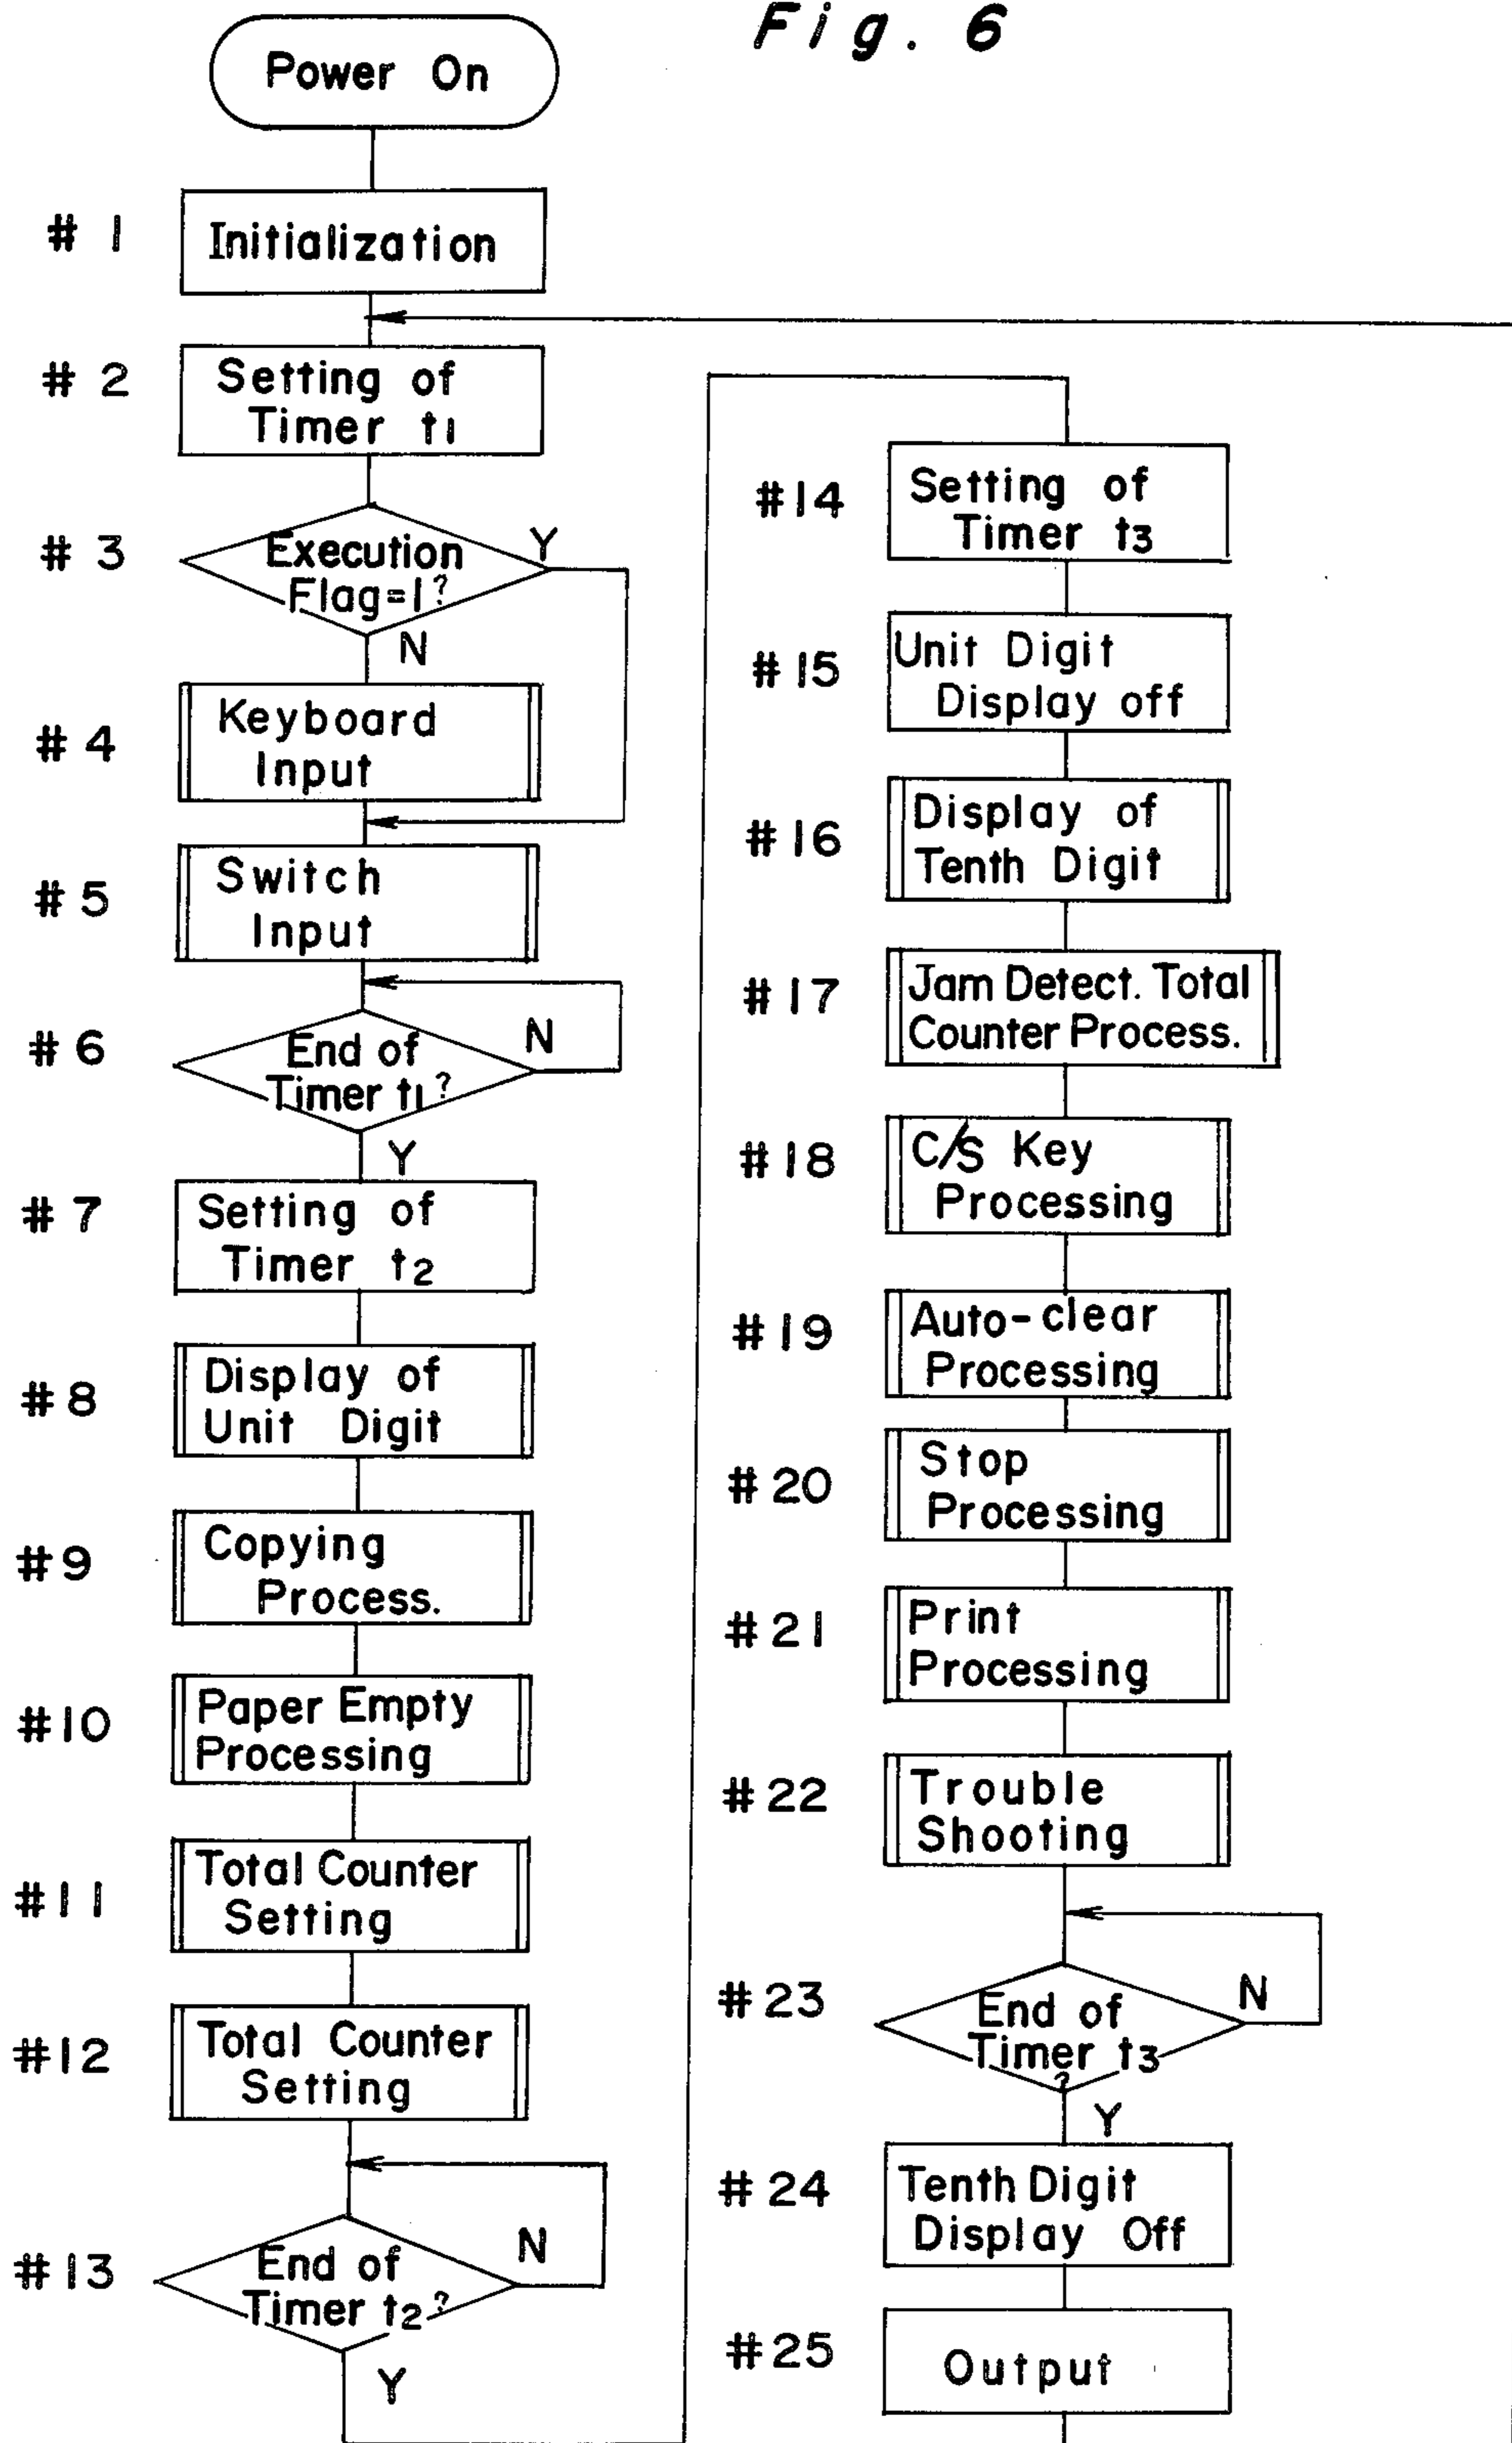 Fig. 6
Power On
# 1
Initialization
# 2
Setting of
Timer t1
# 3
Execution
Flag=1?
Y
N
# 4
Keyboard
Input
# 5
Switch
Input
# 6
End of
Timer t1?
N
Y
# 7
Setting of
Timer t2
#8
Display of
Unit Digit
#9
Copying
Process.
#10
Paper Empty
Processing
#11
Total Counter
Setting
#12
Total Counter
Setting
#13
End of
Timer t2?
N
Y
#14
Setting of
Timer t3
#15
Unit Digit
Display off
#16
Display of
Tenth Digit
#17
Jam Detect. Total
Counter Process.
#18
C/S Key
Processing
#19
Auto-clear
Processing
#20
Stop
Processing
#21
Print
Processing
#22
Trouble
Shooting
#23
End of
Timer t3
?
N
Y
#24
Tenth Digit
Display Off
#25
Output